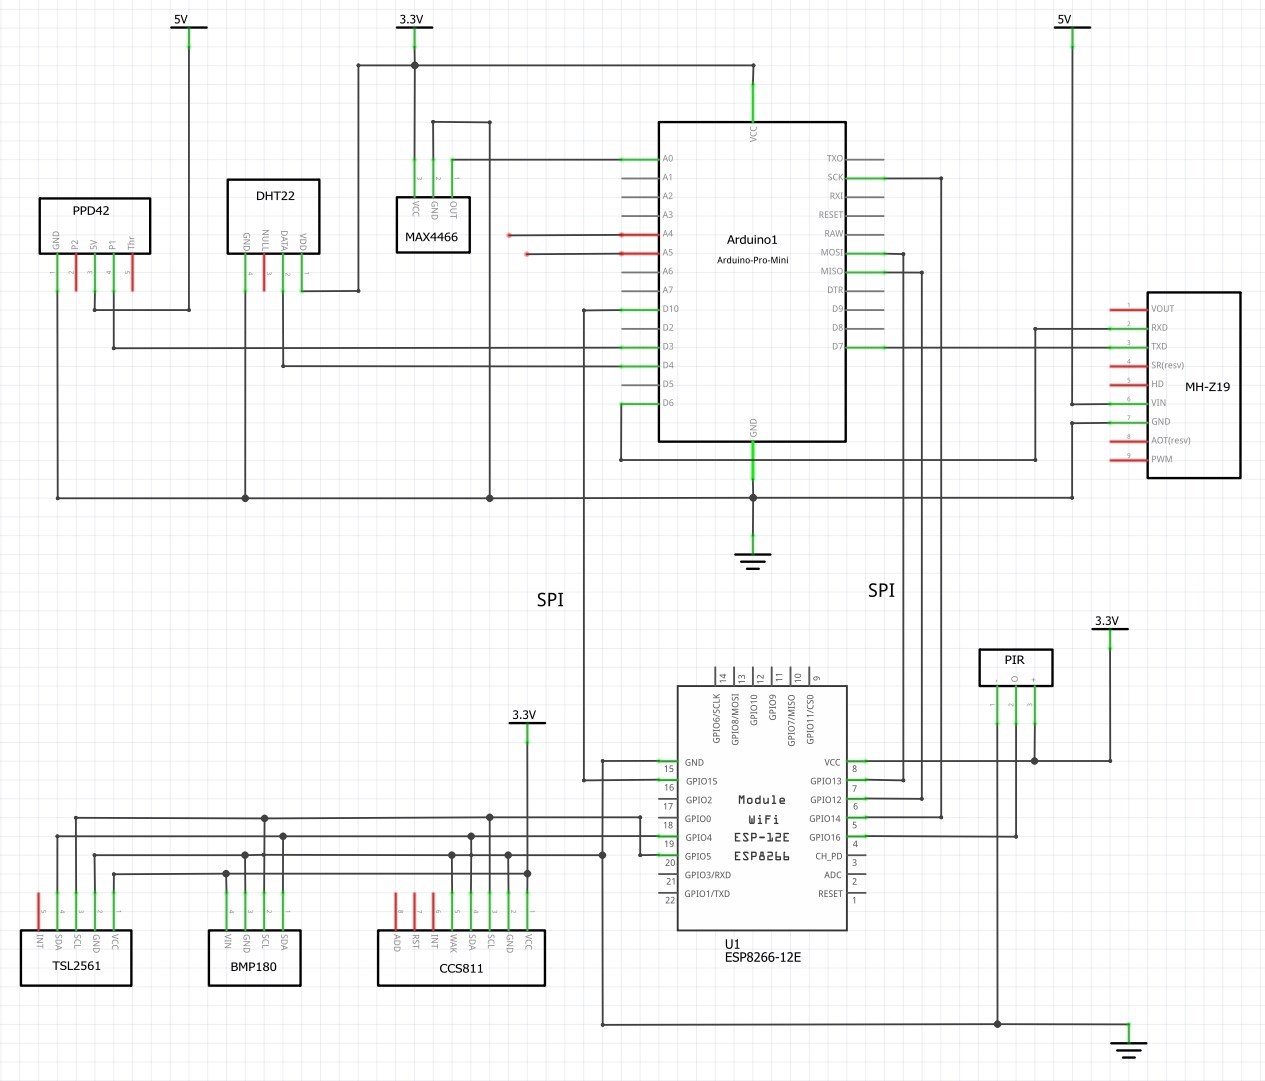 5V
3.3V
5V
VCC
PPD42
GND
P2
5V
P1
Thr
1
2
3
4
5
DHT22
GND
NULL
DATA
VDD
4
3
2
1
3
2
1
VCC
GND
OUT
MAX4466
A0
A1
A2
A3
A4
A5
A6
A7
D10
D2
D3
D4
D5
D6
Arduino1
Arduino-Pro-Mini
TXO
SCK
RXI
RESET
RAW
MOSI
MISO
DTR
D9
D8
D7
GND
1 VOUT
2 RXD
3 TXD
4 SR(resv)
5 HD
6 VIN
7 GND
8 AOT(resv)
9 PWM
MH-Z19
SPI
SPI
3.3V
PIR
-
O
+
1
2
3
14
13
12
11
10
9
GPIO6/SCLK
GPIO8/MOSI
GPIO10
GPIO9
GPIO7/MISO
GPIO11/CS0
3.3V
15 GND
16 GPIO15
17 GPIO2
18 GPIO0
19 GPIO4
20 GPIO5
21 GPIO3/RXD
22 GPIO1/TXD
Module
WiFi
ESP-12E
ESP8266
VCC 8
GPIO13 7
GPIO12 6
GPIO14 5
GPIO16 4
CH_PD 3
ADC 2
RESET 1
U1
ESP8266-12E
5
4
3
2
1
INT
SDA
SCL
GND
VCC
TSL2561
4
3
2
1
VIN
GND
SCL
SDA
BMP180
8
7
6
5
4
3
2
1
ADD
RST
INT
WAK
SDA
SCL
GND
VCC
CCS811